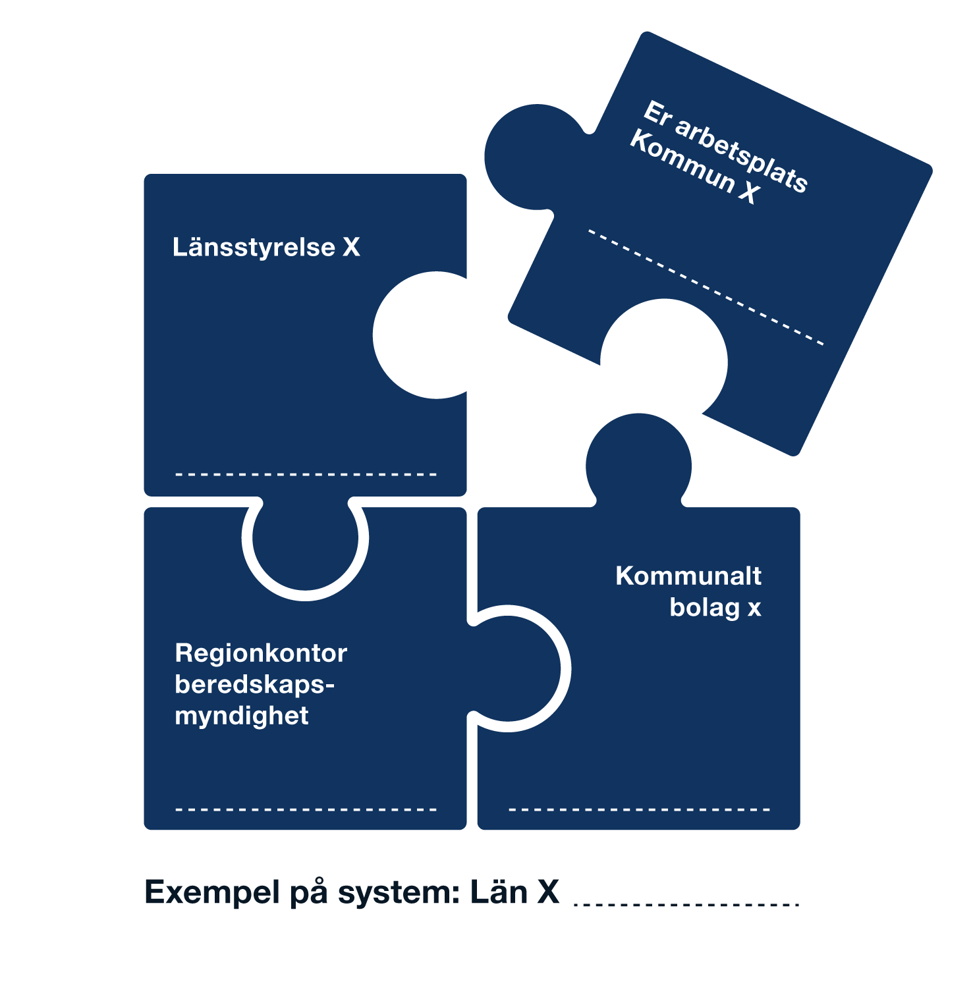 Er arbetsplats
Kommun X
Länsstyrelse X
Kommunalt
bolag x
Regionkontor
beredskaps-
myndighet
Exempel på system: Län X